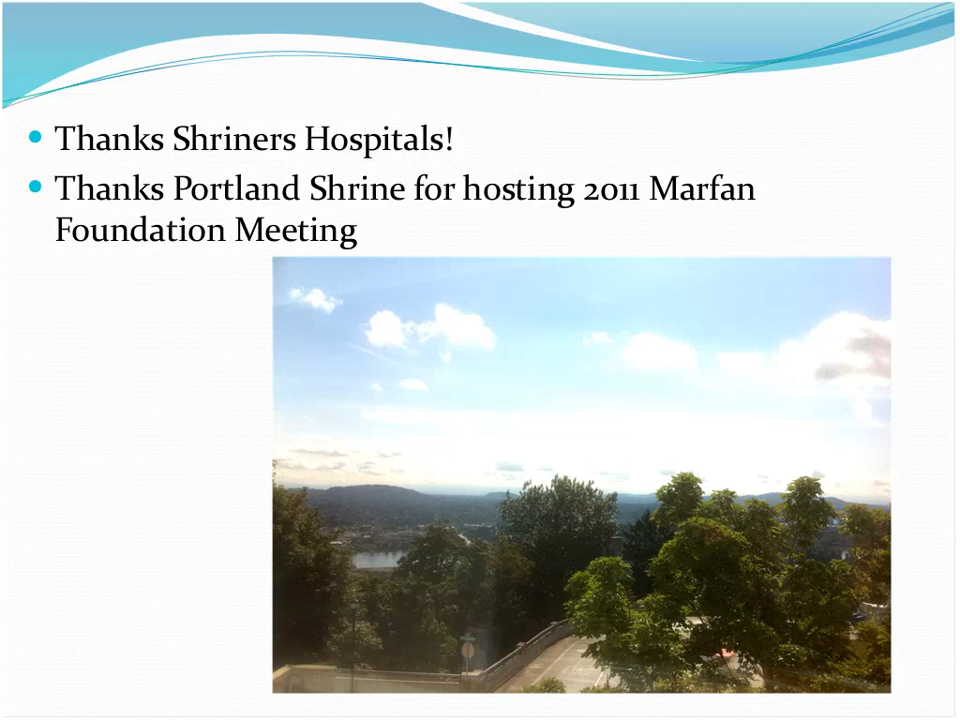 • Thanks Shriners Hospitals!
• Thanks Portland Shrine for hosting 2011 Marfan
Foundation Meeting